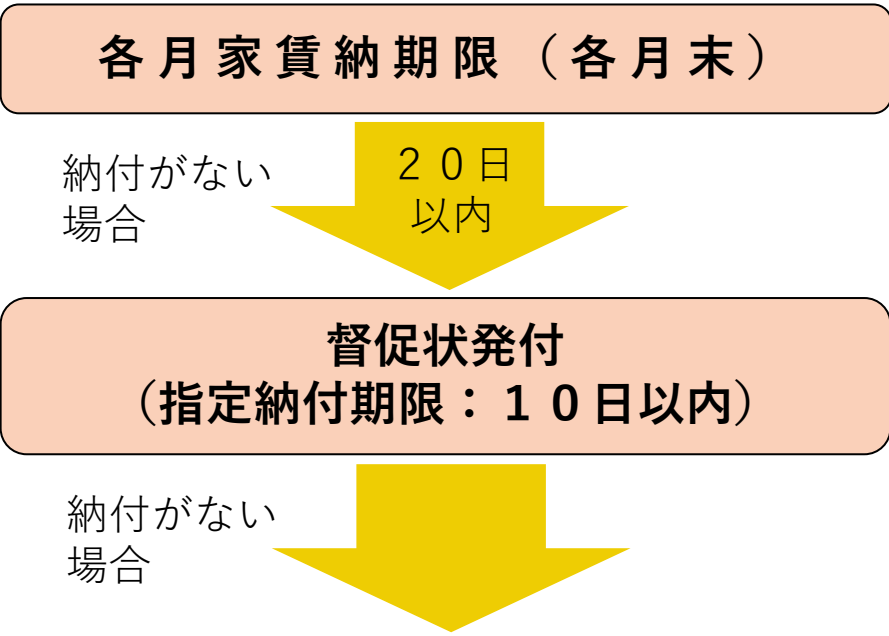 各月家賃納期限（各月末）
納付がない
場合
２０日
以内
督促状発付
（指定納付期限：１０日以内）
納付がない
場合